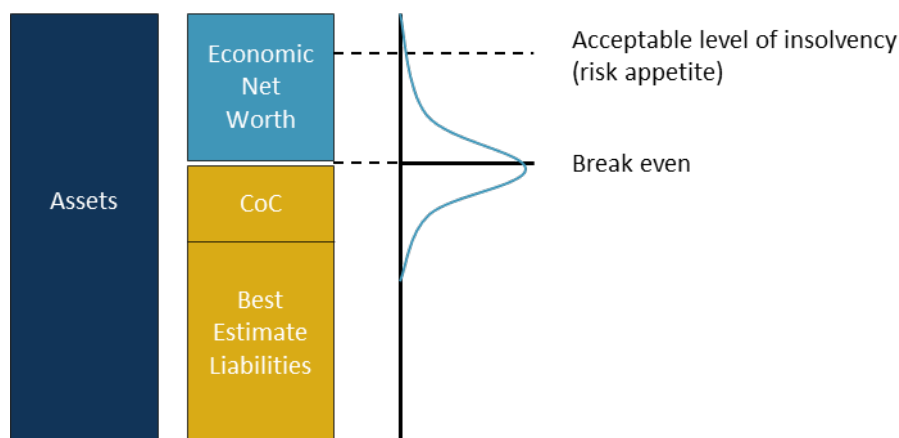 Assets
Economic
Net
Worth
CoC
Best
Estimate
Liabilities
Acceptable level of insolvency
(risk appetite)
Break even